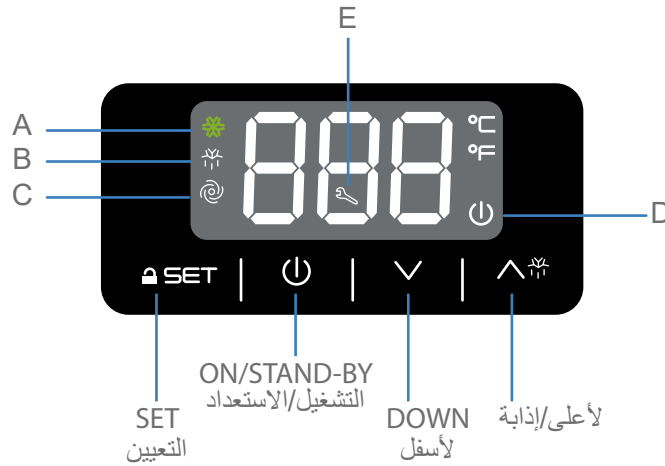 E
A
B
C
888
°C
°F
D
SET
ON/STAND-BY
التشغيل/الاستعداد
SET
التعيين
DOWN
لأسفل
لأعلى/إذابة